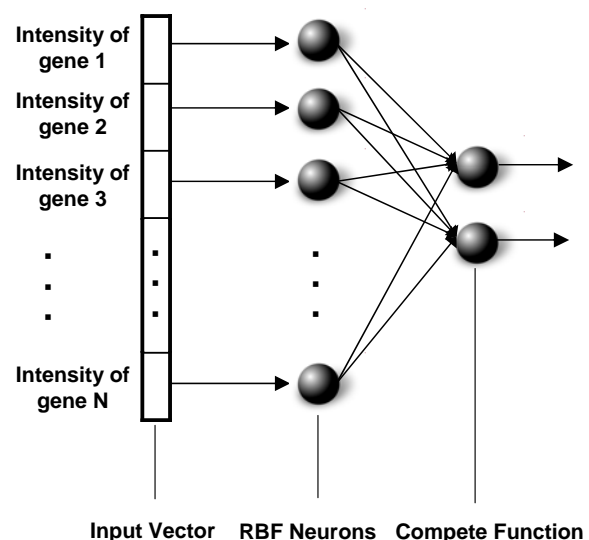 Intensity of
gene 1
Intensity of
gene 2
Intensity of
gene 3
Intensity of
gene N
Input Vector RBF Neurons Compete Function